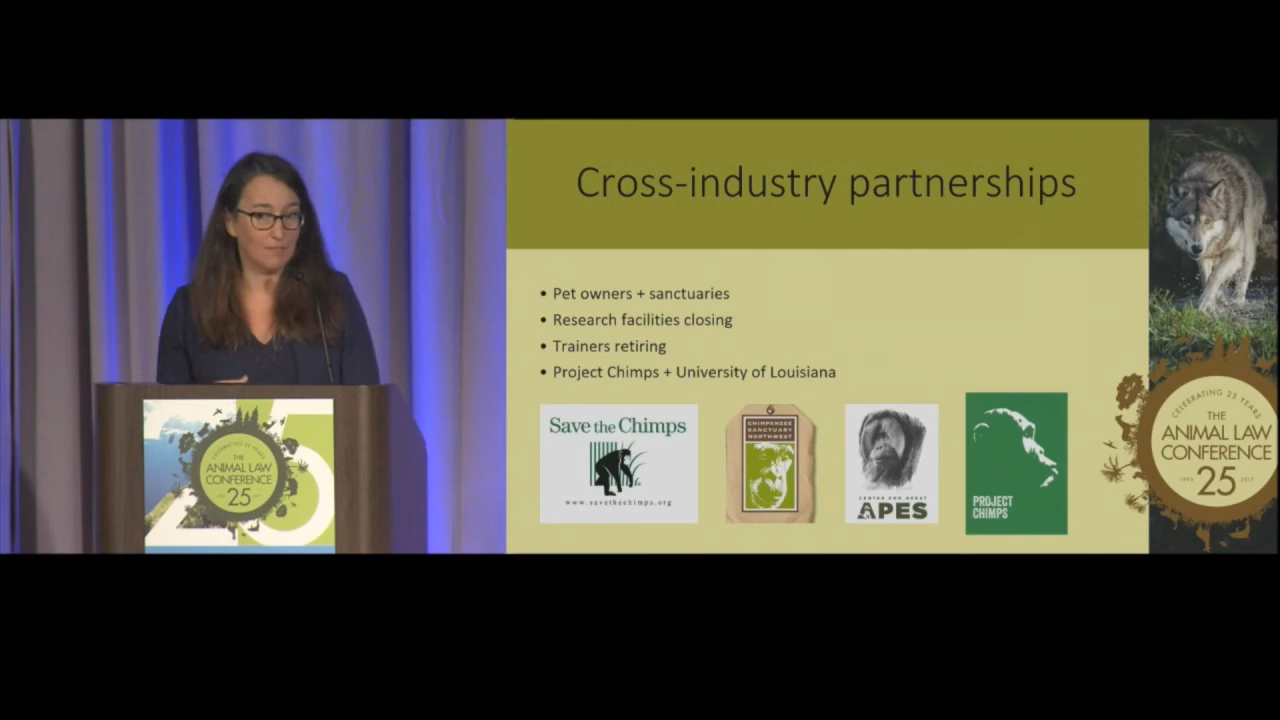 Cross-industry partnerships
• Pet owners + sanctuaries
• Research facilities closing
• Trainers retiring
• Project Chimps + University of Louisiana
Save the Chimps
www.savethechimps.org
CHIMPANZEE
SANCTUARY
NORTHWEST
CENTER FOR GREAT
APES
PROJECT
CHIMPS
CELEBRATING 25 YEARS
THE
ANIMAL LAW
CONFERENCE
1993 25 2017
CELEBRATING 25 YEARS
THE
ANIMAL LAW
CONFERENCE
25